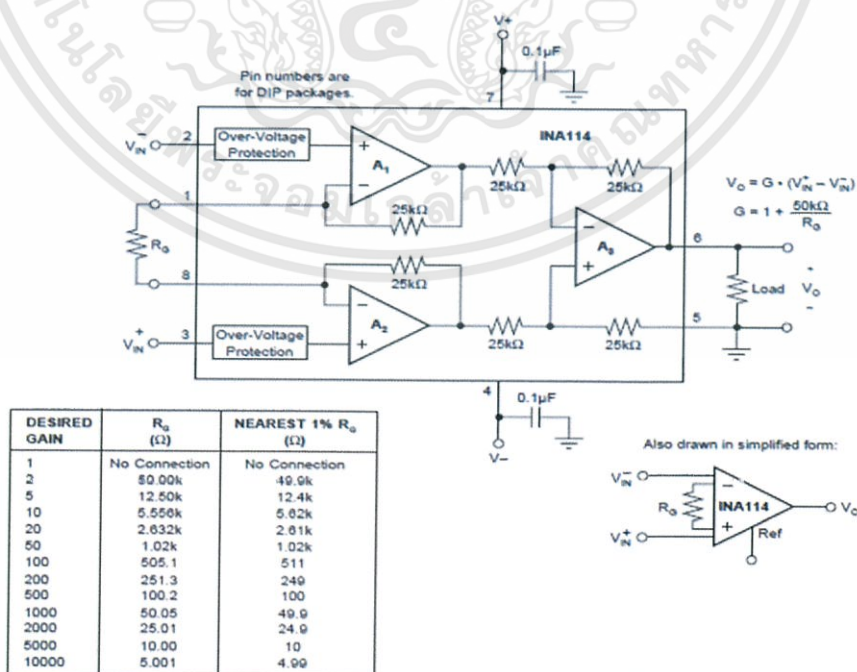 V+
0.1µF
Pin numbers are
for DIP packages.
7
INA114
V⁻IN
2
Over-Voltage
Protection
+
A₁
−
25kΩ
25kΩ
25kΩ
1
RG
8
25kΩ
−
A₂
+
V⁺IN
3
Over-Voltage
Protection
−
A₃
+
25kΩ
25kΩ
6
5
Load
+
VO
−
VO = G • (V⁺IN − V⁻IN)
G = 1 + 50kΩ / RG
4
0.1µF
V−
Also drawn in simplified form:
V⁻IN
−
RG
INA114
VO
+
V⁺IN
Ref
DESIRED GAIN | RG (Ω) | NEAREST 1% RG (Ω)
1 No Connection No Connection
2 50.00k 49.9k
5 12.50k 12.4k
10 5.556k 5.62k
20 2.632k 2.61k
50 1.02k 1.02k
100 505.1 511
200 251.3 249
500 100.2 100
1000 50.05 49.9
2000 25.01 24.9
5000 10.00 10
10000 5.001 4.99